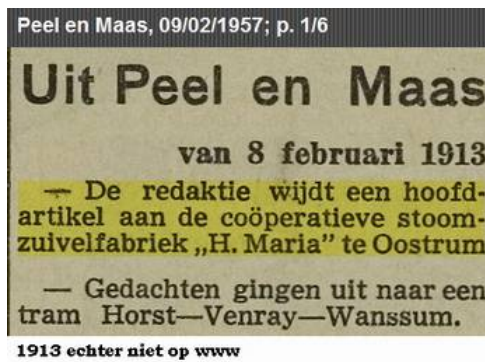 Peel en Maas, 09/02/1957; p. 1/6
Uit Peel en Maas
van 8 februari 1913
— De redaktie wijdt een hoofd-
artikel aan de coöperatieve stoom-
zuivelfabriek „H. Maria” te Oostrum
— Gedachten gingen uit naar een
tram Horst—Venray—Wanssum.
1913 echter niet op www